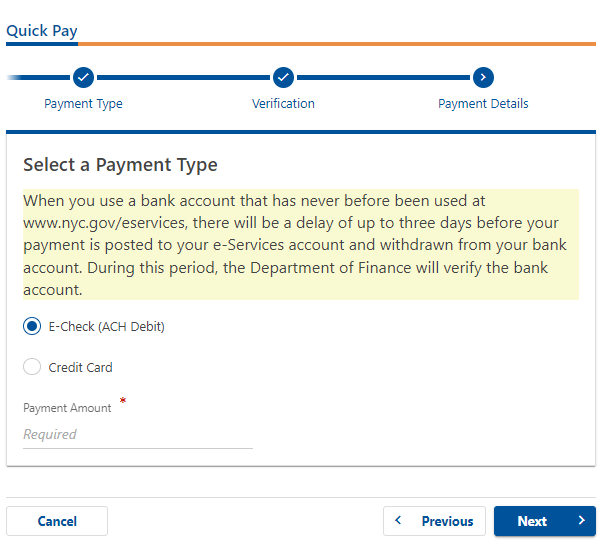 Quick Pay
Payment Type
Verification
Payment Details
Select a Payment Type
When you use a bank account that has never before been used at
www.nyc.gov/eservices, there will be a delay of up to three days before your
payment is posted to your e-Services account and withdrawn from your bank
account. During this period, the Department of Finance will verify the bank
account.
E-Check (ACH Debit)
Credit Card
Payment Amount *
Required
Cancel
Previous
Next